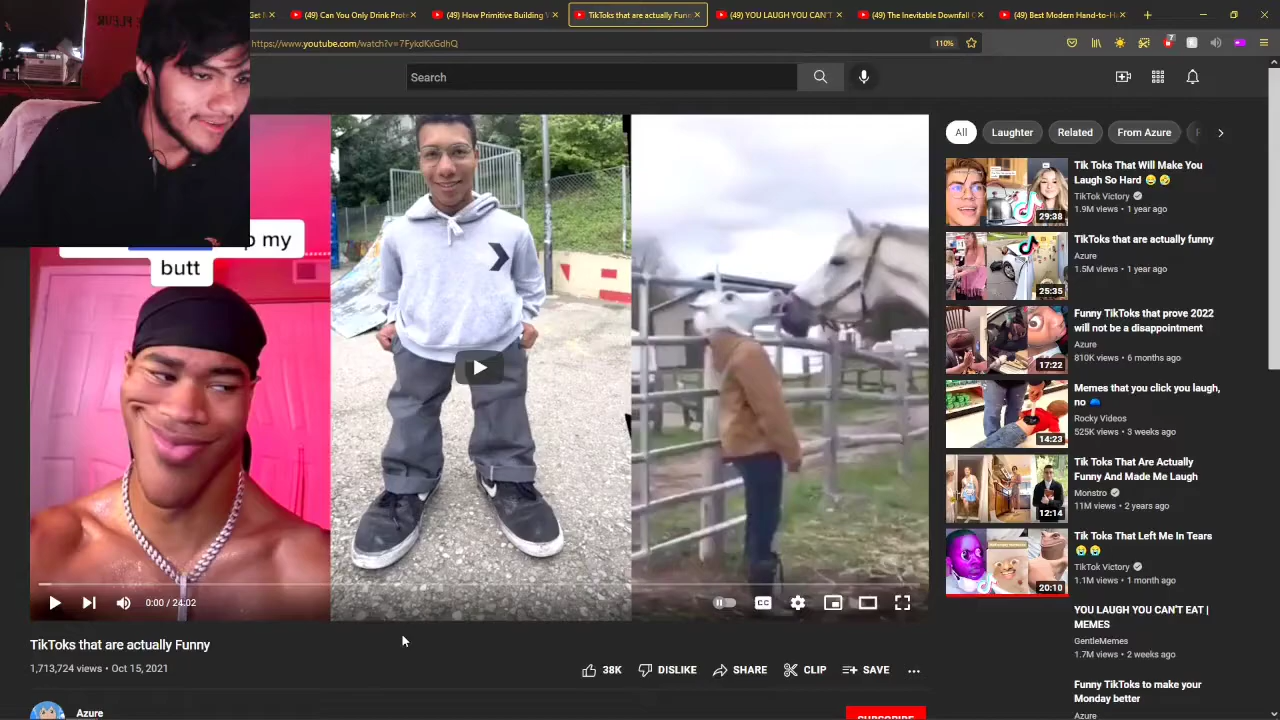 (49) Can You Only Drink Prote
(49) How Primitive Building
TikToks that are actually Funn
(49) YOU LAUGH YOU CAN'T
(49) The Inevitable Downfall
(49) Best Modern Hand-to-H
https://www.youtube.com/watch?v=7FykdKxGdhQ
110%
7
Search
All
Laughter
Related
From Azure
my
butt
Tik Toks That Will Make You
Laugh So Hard 😂 🤣
TikTok Victory
1.9M views • 1 year ago
29:38
TikToks that are actually funny
Azure
1.5M views • 1 year ago
25:35
Funny TikToks that prove 2022
will not be a disappointment
Azure
810K views • 6 months ago
17:22
Memes that you click you laugh,
no 🧢
Rocky Videos
525K views • 3 weeks ago
14:23
Tik Toks That Are Actually
Funny And Made Me Laugh
Monstro
11M views • 2 years ago
12:14
Tik Toks That Left Me In Tears
😭 😭
TikTok Victory
1.1M views • 1 month ago
20:10
YOU LAUGH YOU CAN'T EAT |
MEMES
GentleMemes
1.7M views • 2 weeks ago
Funny TikToks to make your
Monday better
Azure
0:00 / 24:02
CC
TikToks that are actually Funny
1,713,724 views • Oct 15, 2021
38K
DISLIKE
SHARE
CLIP
SAVE
Azure
SUBSCRIBE